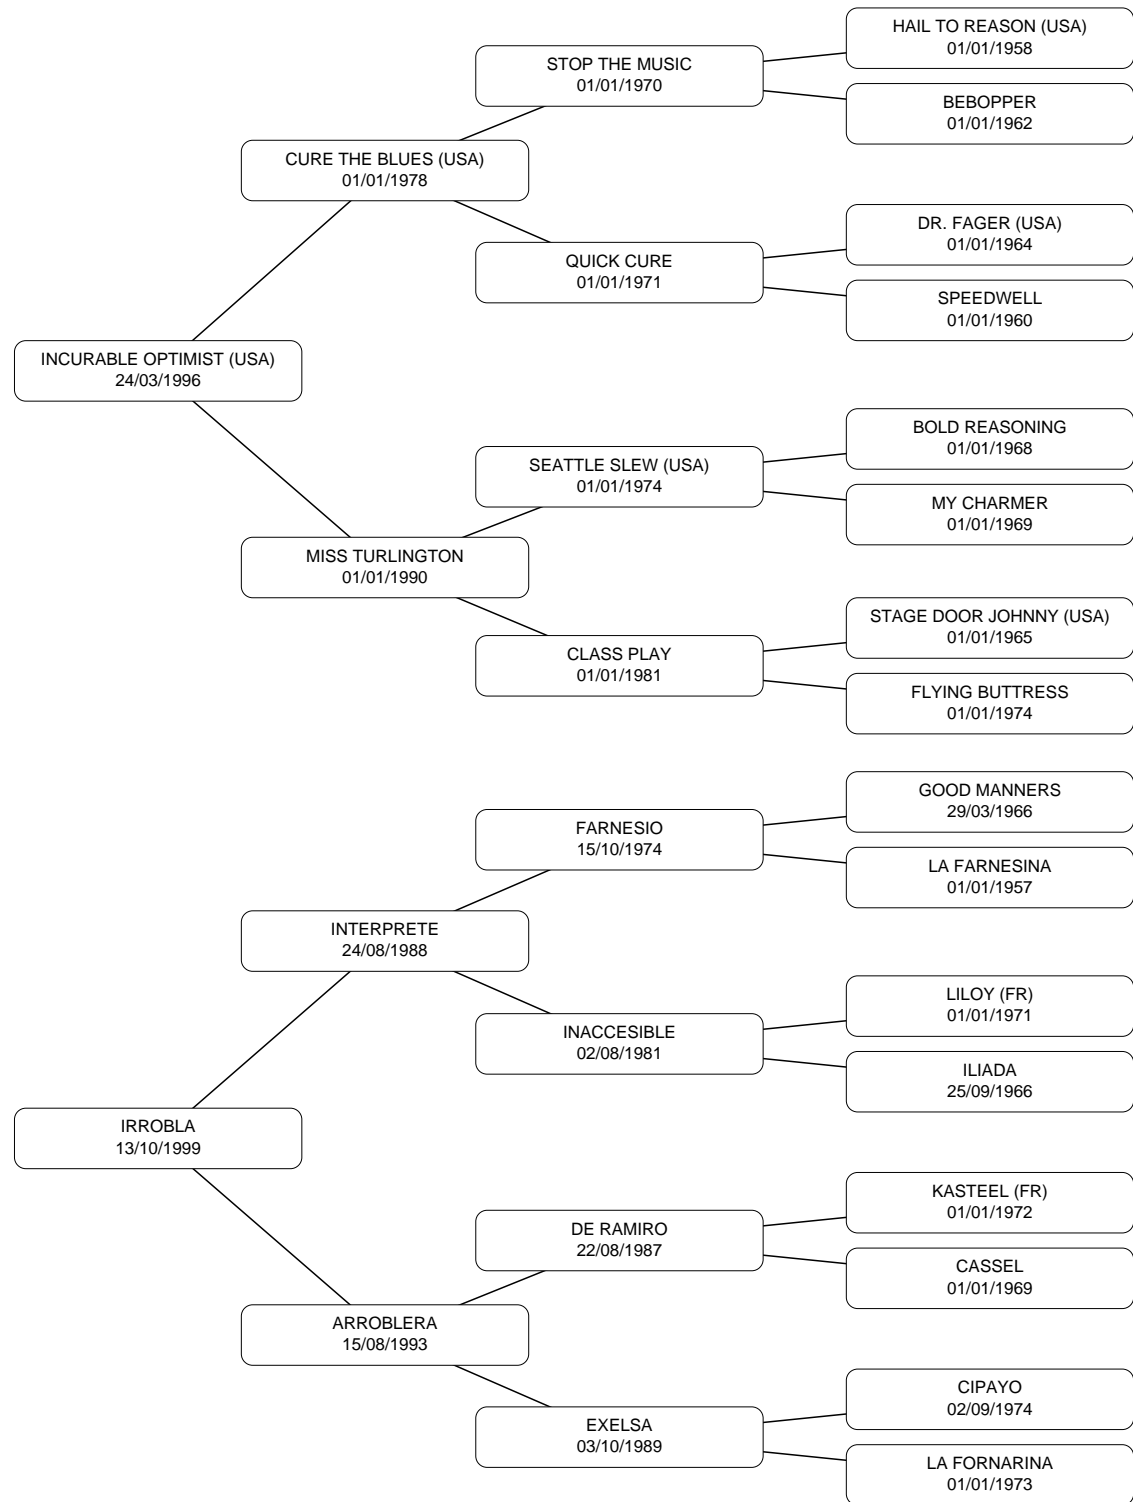 HAIL TO REASON (USA)
01/01/1958
STOP THE MUSIC
01/01/1970
BEBOPPER
01/01/1962
CURE THE BLUES (USA)
01/01/1978
DR. FAGER (USA)
01/01/1964
QUICK CURE
01/01/1971
SPEEDWELL
01/01/1960
INCURABLE OPTIMIST (USA)
24/03/1996
BOLD REASONING
01/01/1968
SEATTLE SLEW (USA)
01/01/1974
MY CHARMER
01/01/1969
MISS TURLINGTON
01/01/1990
STAGE DOOR JOHNNY (USA)
01/01/1965
CLASS PLAY
01/01/1981
FLYING BUTTRESS
01/01/1974
GOOD MANNERS
29/03/1966
FARNESIO
15/10/1974
LA FARNESINA
01/01/1957
INTERPRETE
24/08/1988
LILOY (FR)
01/01/1971
INACCESIBLE
02/08/1981
ILIADA
25/09/1966
IRROBLA
13/10/1999
KASTEEL (FR)
01/01/1972
DE RAMIRO
22/08/1987
CASSEL
01/01/1969
ARROBLERA
15/08/1993
CIPAYO
02/09/1974
EXELSA
03/10/1989
LA FORNARINA
01/01/1973